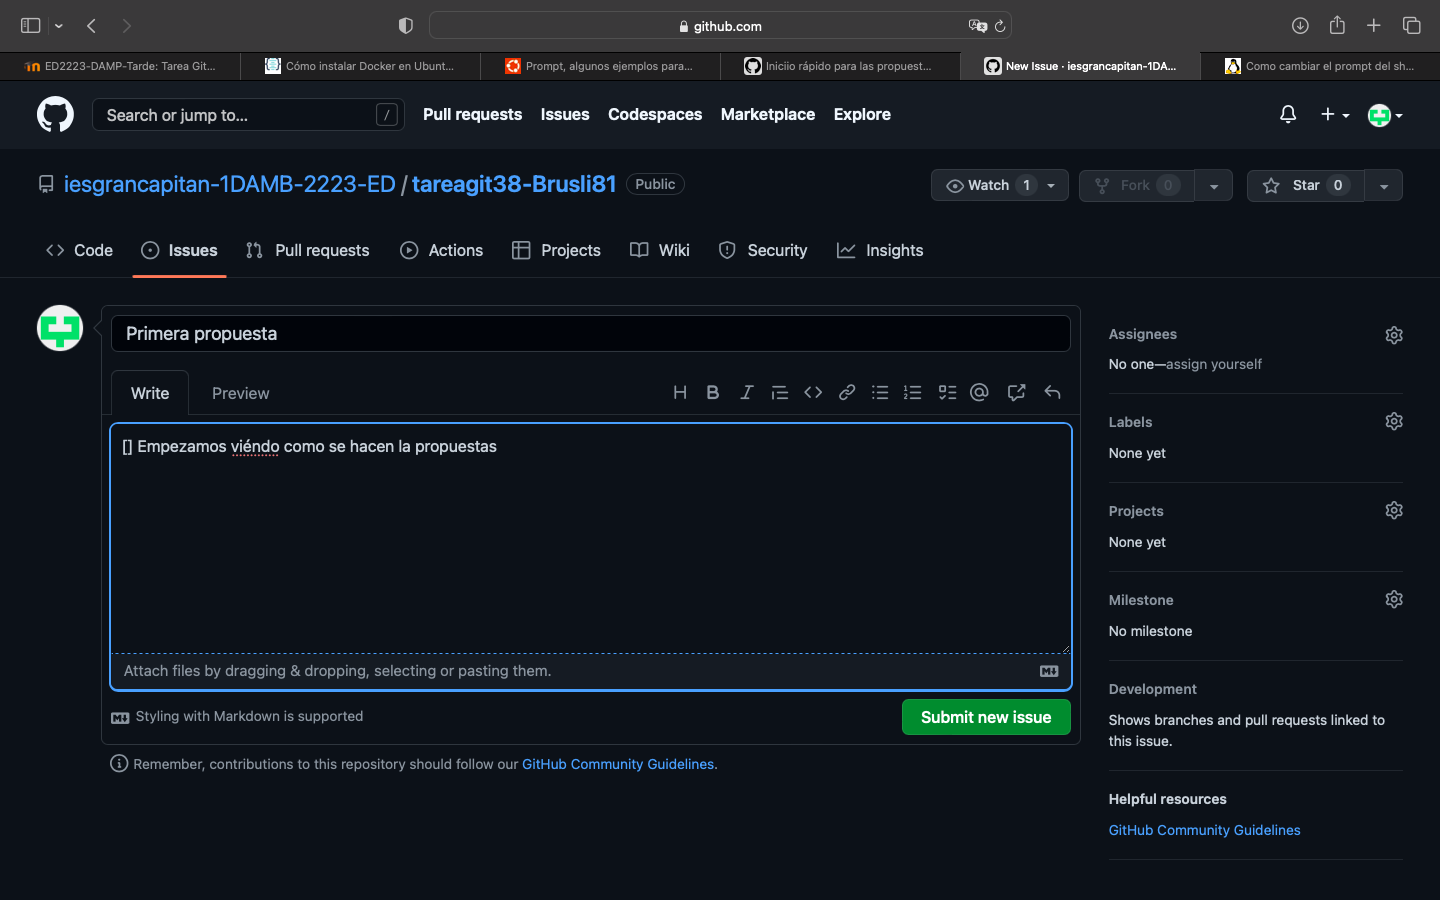 github.com
ED2223-DAMP-Tarde: Tarea Git...
Cómo instalar Docker en Ubunt...
Prompt, algunos ejemplos para...
Iniciio rápido para las propuest...
New Issue · iesgrancapitan-1DA...
Como cambiar el prompt del sh...
Search or jump to... /
Pull requests Issues Codespaces Marketplace Explore
iesgrancapitan-1DAMB-2223-ED / tareagit38-Brusli81 Public
Watch 1 Fork 0 Star 0
Code Issues Pull requests Actions Projects Wiki Security Insights
Primera propuesta
Write Preview
[] Empezamos viéndo como se hacen la propuestas
Attach files by dragging & dropping, selecting or pasting them.
Styling with Markdown is supported
Submit new issue
Remember, contributions to this repository should follow our GitHub Community Guidelines.
Assignees
No one—assign yourself
Labels
None yet
Projects
None yet
Milestone
No milestone
Development
Shows branches and pull requests linked to
this issue.
Helpful resources
GitHub Community Guidelines